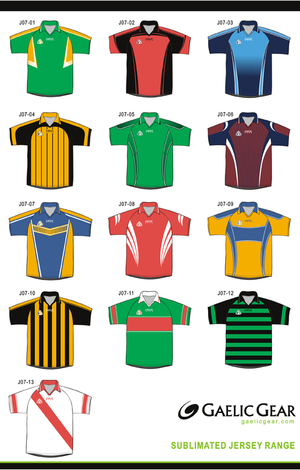 J07-01 J07-02 J07-03
J07-04 J07-05 J07-06
J07-07 J07-08 J07-09
J07-10 J07-11 J07-12
J07-13
GAELIC GEAR
gaelicgear.com
SUBLIMATED JERSEY RANGE